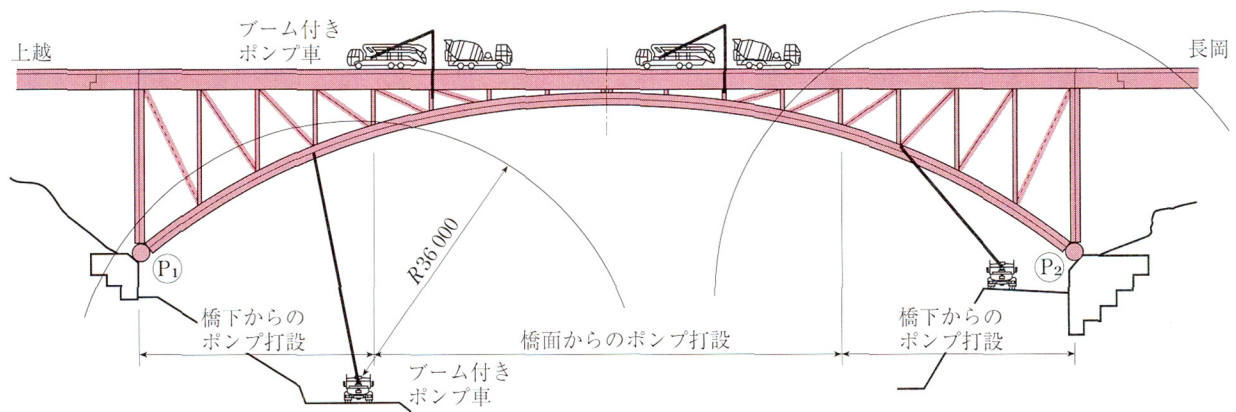 上越
ブーム付き
ポンプ車
長岡
R36 000
P₁
P₂
橋下からの
ポンプ打設
橋面からのポンプ打設
橋下からの
ポンプ打設
ブーム付き
ポンプ車